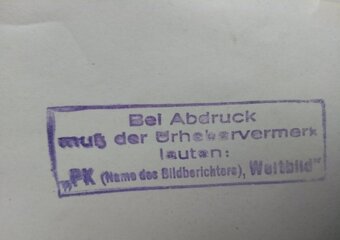 Bei Abdruck
muß der Urhebervermerk
lauten:
„PK (Name des Bildberichters), Weltbild"